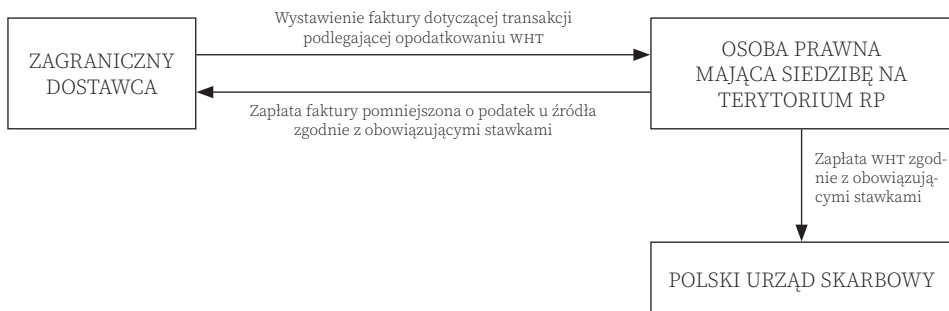 Wystawienie faktury dotyczącej transakcji
podlegającej opodatkowaniu WHT
ZAGRANICZNY
DOSTAWCA
OSOBA PRAWNA
MAJĄCA SIEDZIBĘ NA
TERYTORIUM RP
Zapłata faktury pomniejszona o podatek u źródła
zgodnie z obowiązującymi stawkami
Zapłata WHT zgod-
nie z obowiązują-
cymi stawkami
POLSKI URZĄD SKARBOWY